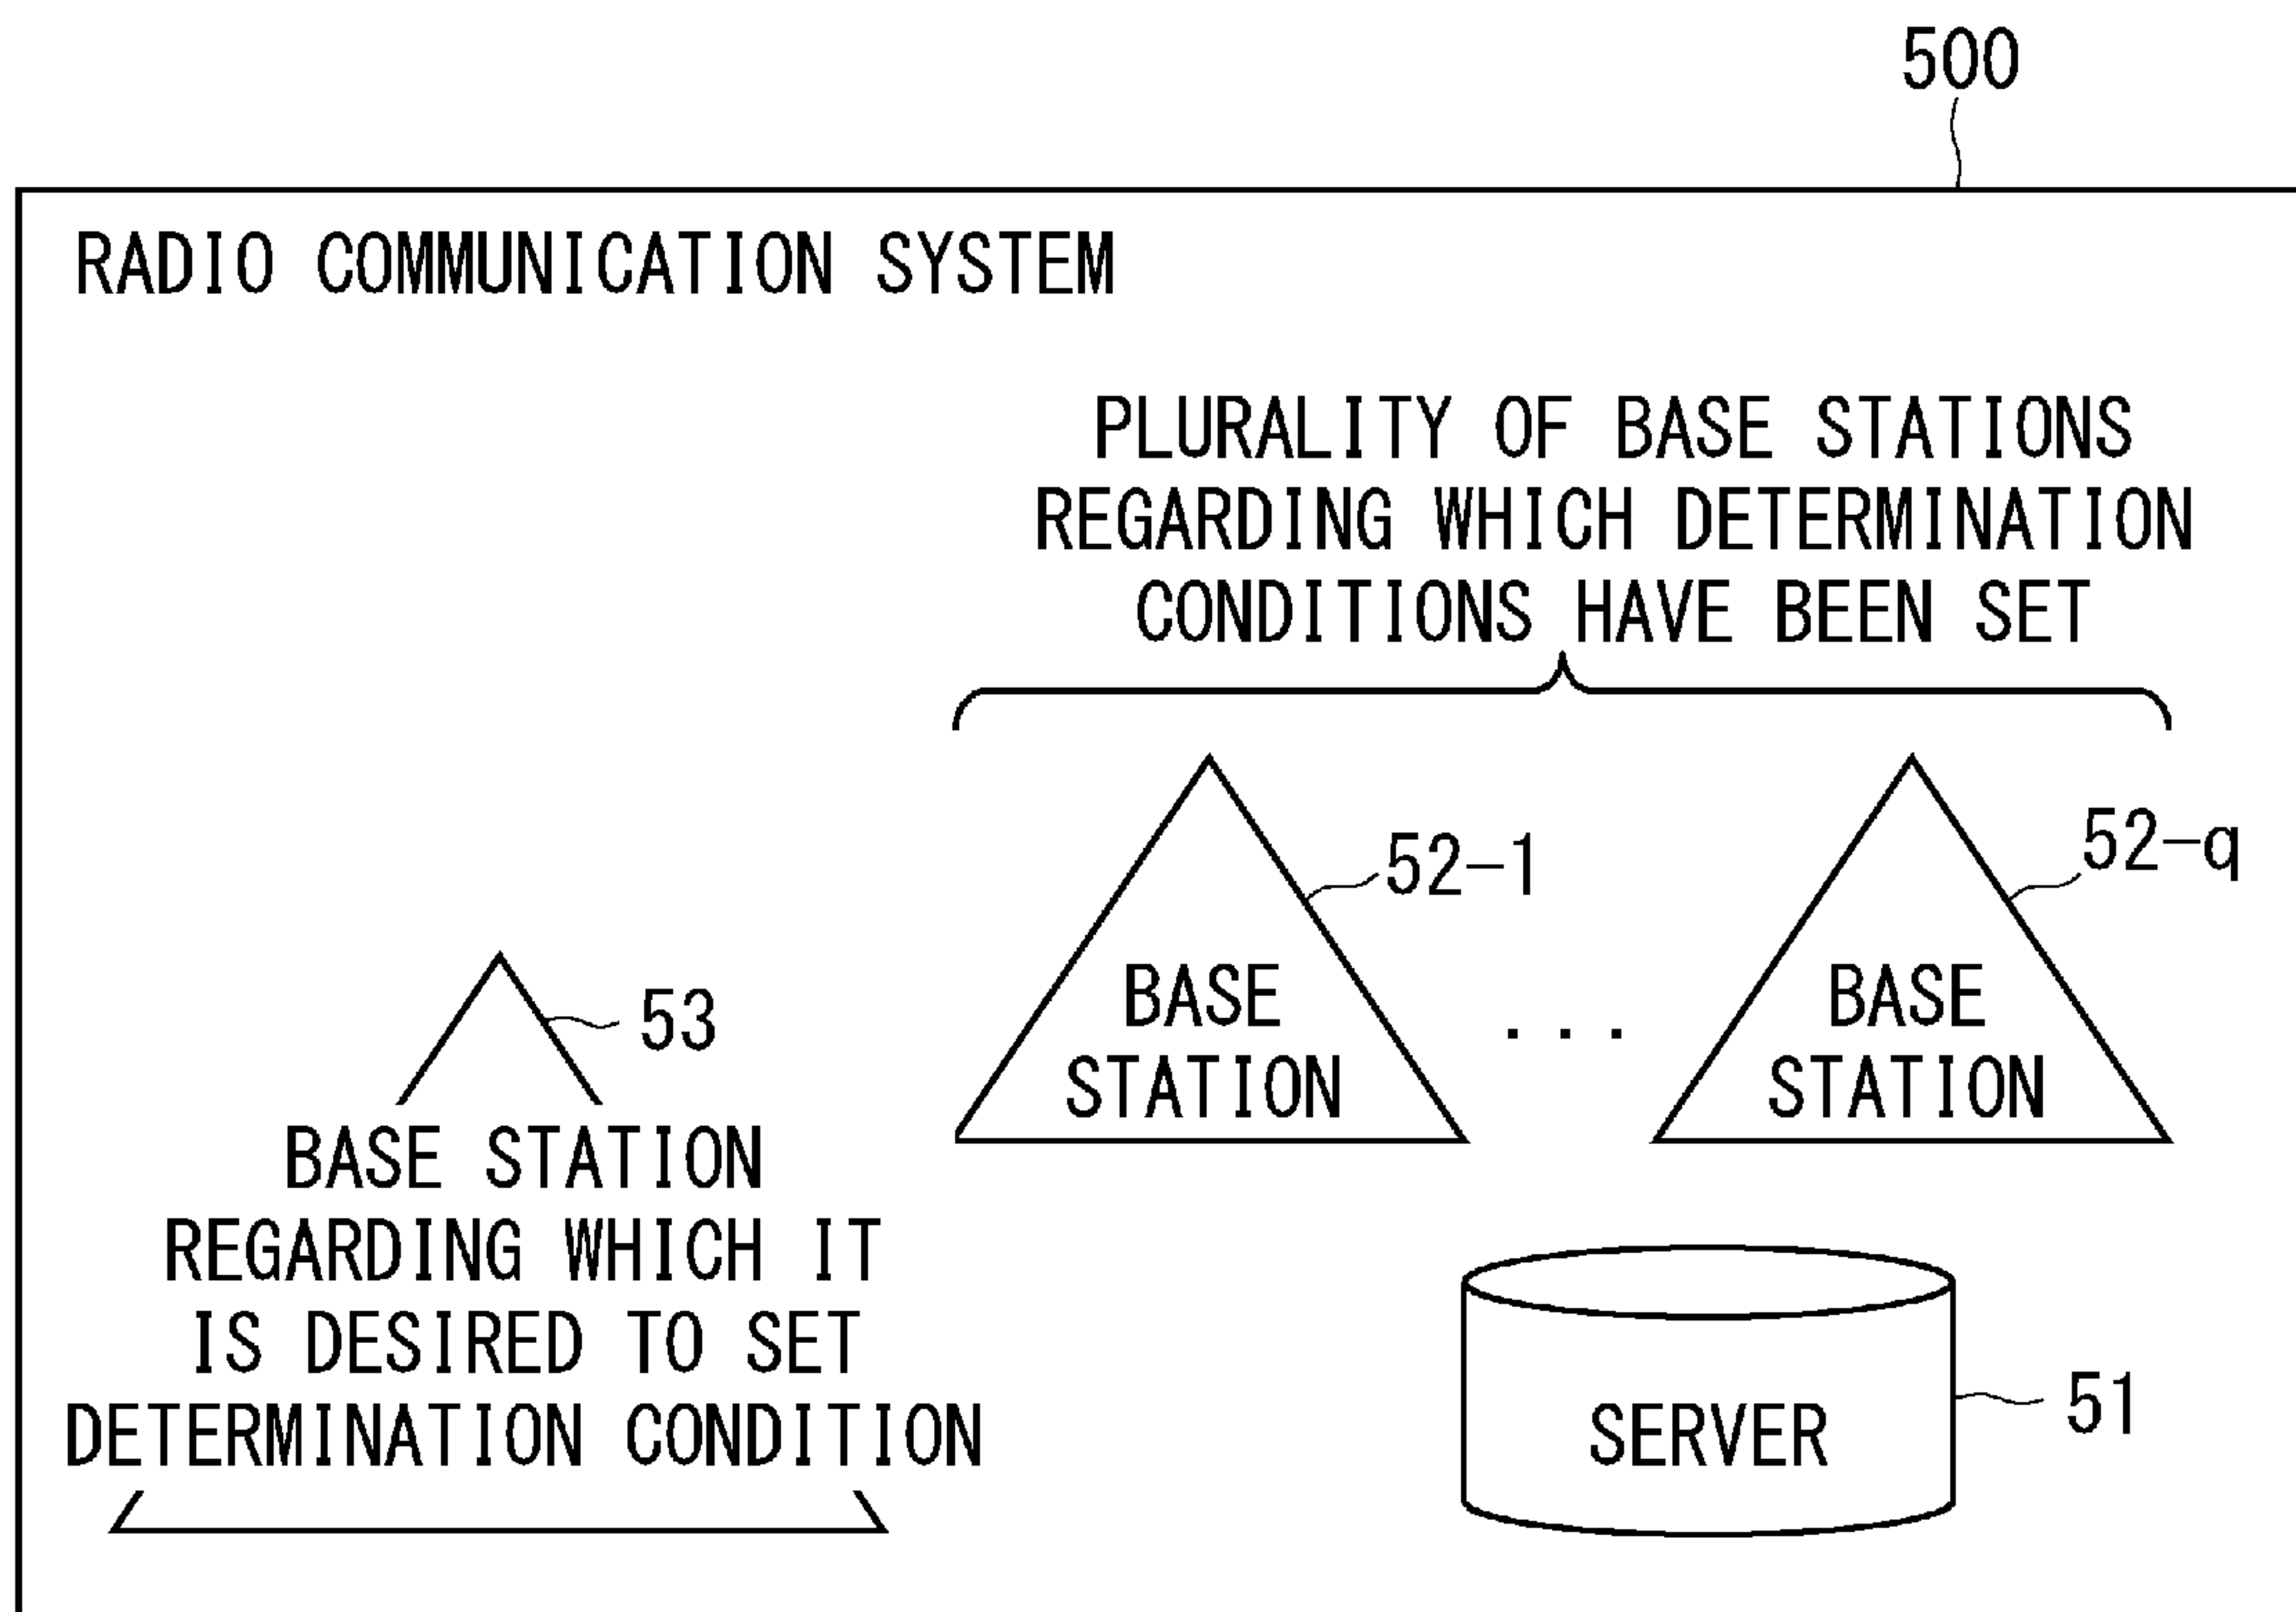 500
RADIO COMMUNICATION SYSTEM
PLURALITY OF BASE STATIONS
REGARDING WHICH DETERMINATION
CONDITIONS HAVE BEEN SET
52-1
52-q
BASE
STATION
. . .
BASE
STATION
53
BASE STATION
REGARDING WHICH IT
IS DESIRED TO SET
DETERMINATION CONDITION
SERVER
51